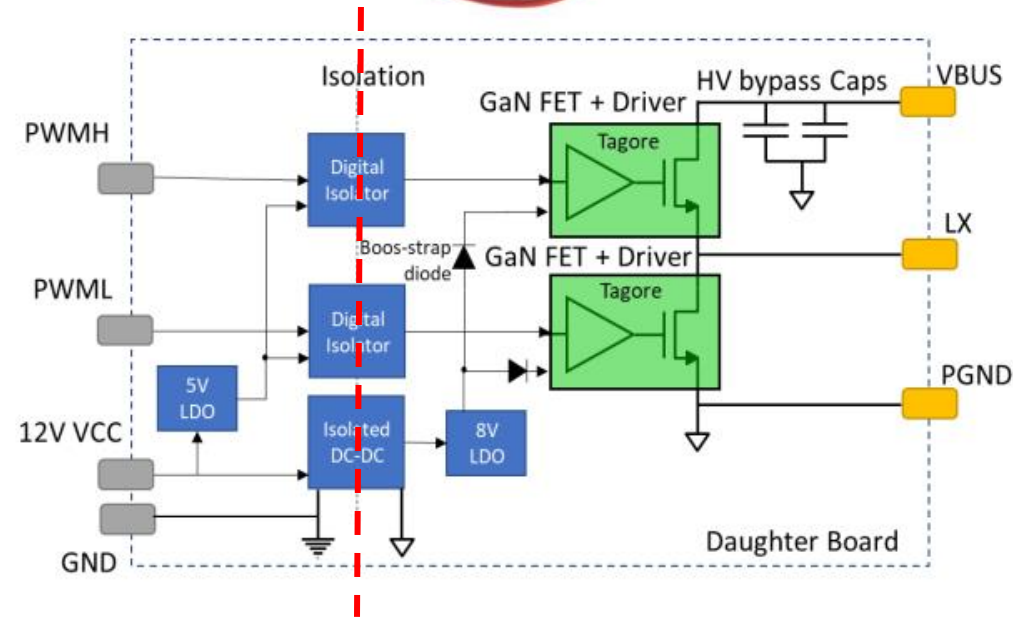 Isolation
HV bypass Caps
VBUS
GaN FET + Driver
PWMH
Tagore
Digital
Isolator
LX
Boos-strap
diode
GaN FET + Driver
PWML
Tagore
Digital
Isolator
5V
LDO
PGND
12V VCC
Isolated
DC-DC
8V
LDO
GND
Daughter Board